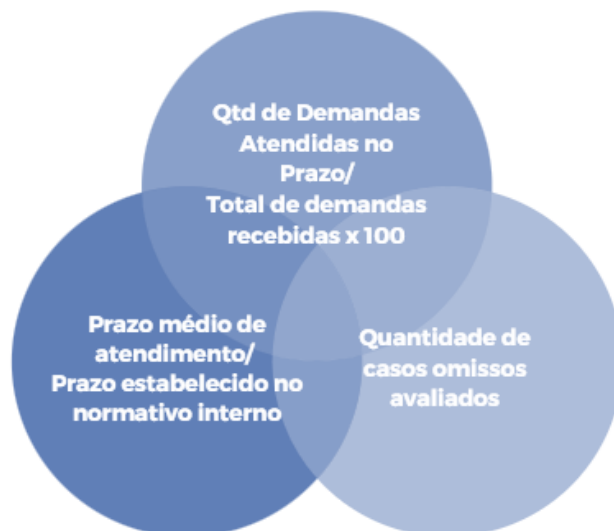 Qtd de Demandas
Atendidas no
Prazo/
Total de demandas
recebidas x 100
Prazo médio de
atendimento/
Prazo estabelecido no
normativo interno
Quantidade de
casos omissos
avaliados